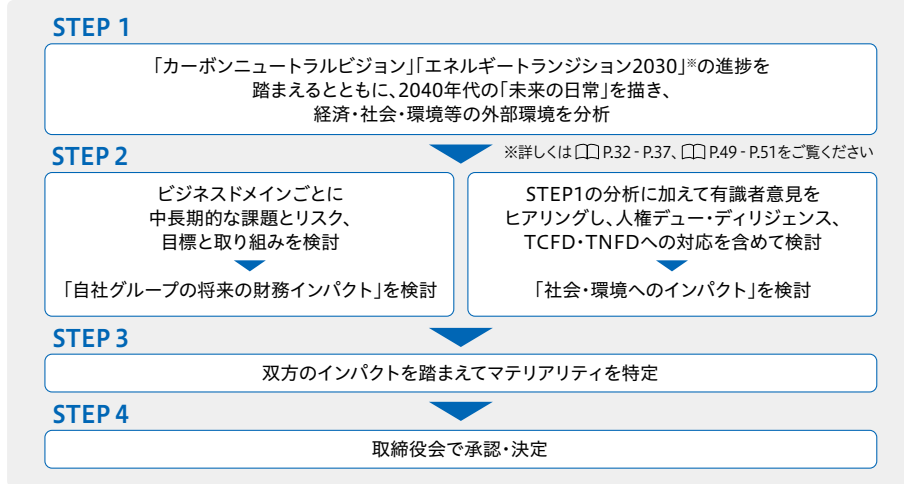 STEP 1
「カーボンニュートラルビジョン」「エネルギートランジション2030」※の進捗を
踏まえるとともに、2040年代の「未来の日常」を描き、
経済・社会・環境等の外部環境を分析
※詳しくは P.32 - P.37、 P.49 - P.51をご覧ください
STEP 2
ビジネスドメインごとに
中長期的な課題とリスク、
目標と取り組みを検討
「自社グループの将来の財務インパクト」を検討
STEP1の分析に加えて有識者意見を
ヒアリングし、人権デュー・ディリジェンス、
TCFD・TNFDへの対応を含めて検討
「社会・環境へのインパクト」を検討
STEP 3
双方のインパクトを踏まえてマテリアリティを特定
STEP 4
取締役会で承認・決定